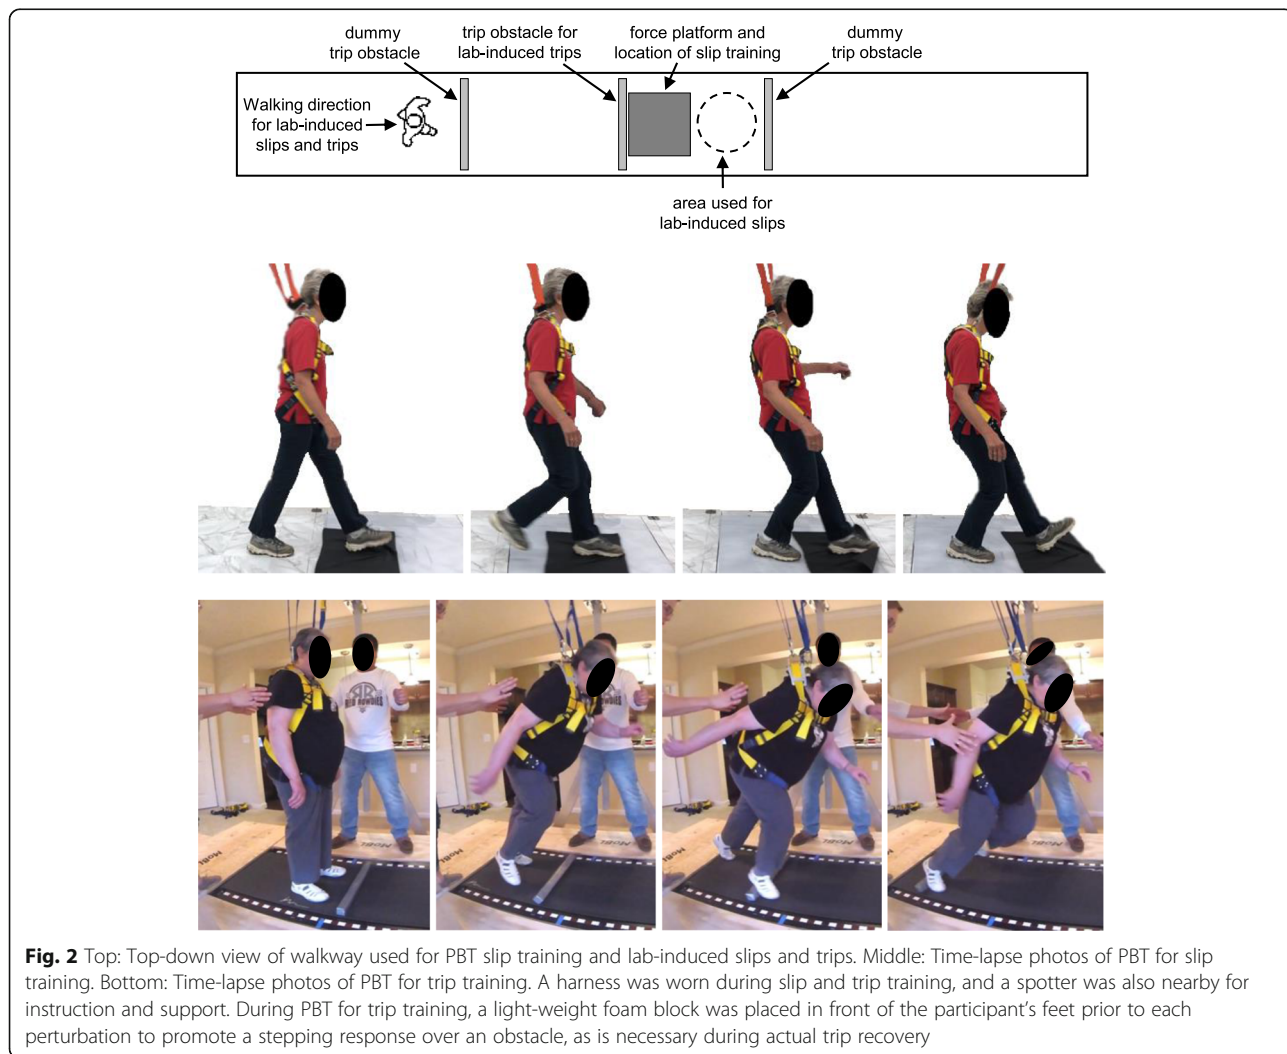 dummy
trip obstacle
trip obstacle for
lab-induced trips
force platform and
location of slip training
dummy
trip obstacle
Walking direction
for lab-induced
slips and trips
area used for
lab-induced slips
RED ROWDIES
Fig. 2 Top: Top-down view of walkway used for PBT slip training and lab-induced slips and trips. Middle: Time-lapse photos of PBT for slip
training. Bottom: Time-lapse photos of PBT for trip training. A harness was worn during slip and trip training, and a spotter was also nearby for
instruction and support. During PBT for trip training, a light-weight foam block was placed in front of the participant's feet prior to each
perturbation to promote a stepping response over an obstacle, as is necessary during actual trip recovery